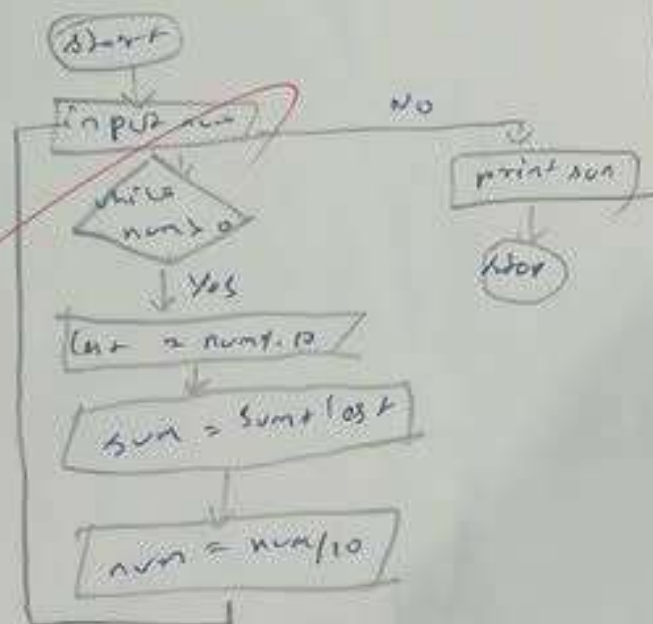 start
input num
NO
while
num > 0
print sum
stop
Yes
last = num % 10
sum = sum + last
num = num/10